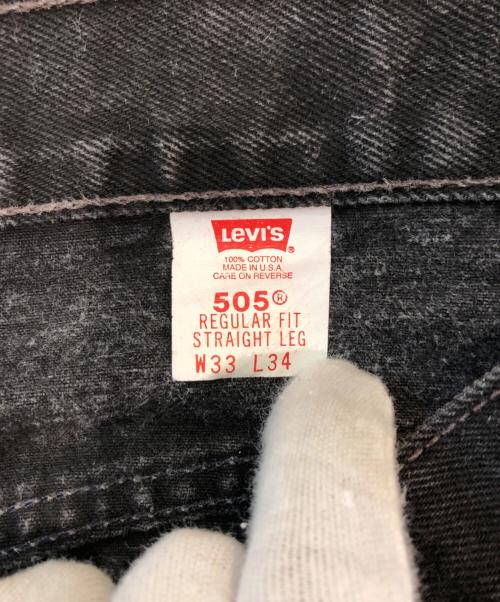 LEVI'S ®
100% COTTON
MADE IN U.S.A.
CARE ON REVERSE
505®
REGULAR FIT
STRAIGHT LEG
W33 L34